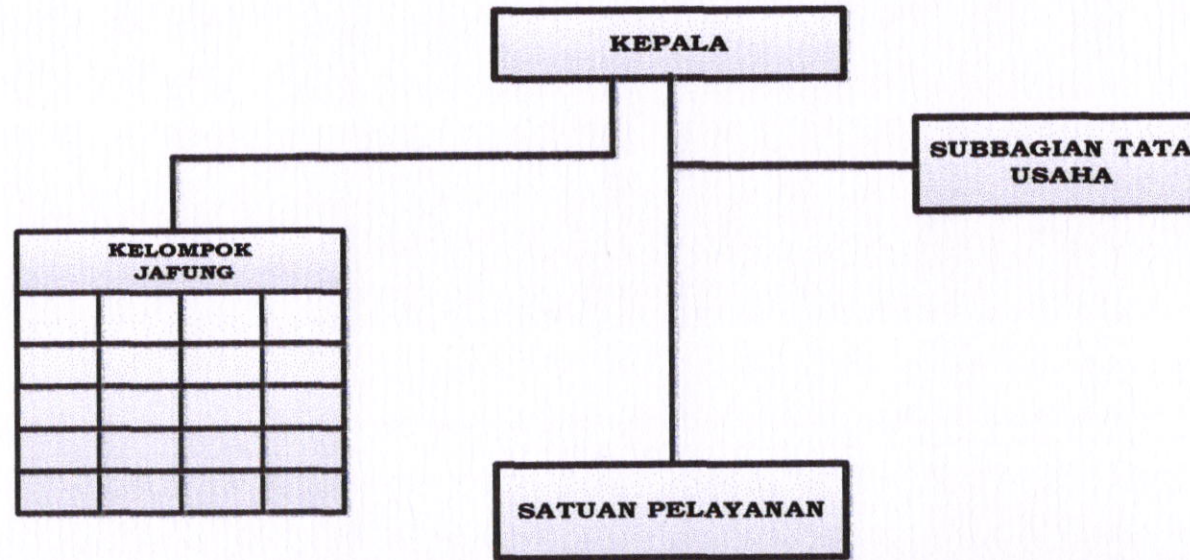 KEPALA
SUBBAGIAN TATA
USAHA
KELOMPOK
JAFUNG
SATUAN PELAYANAN